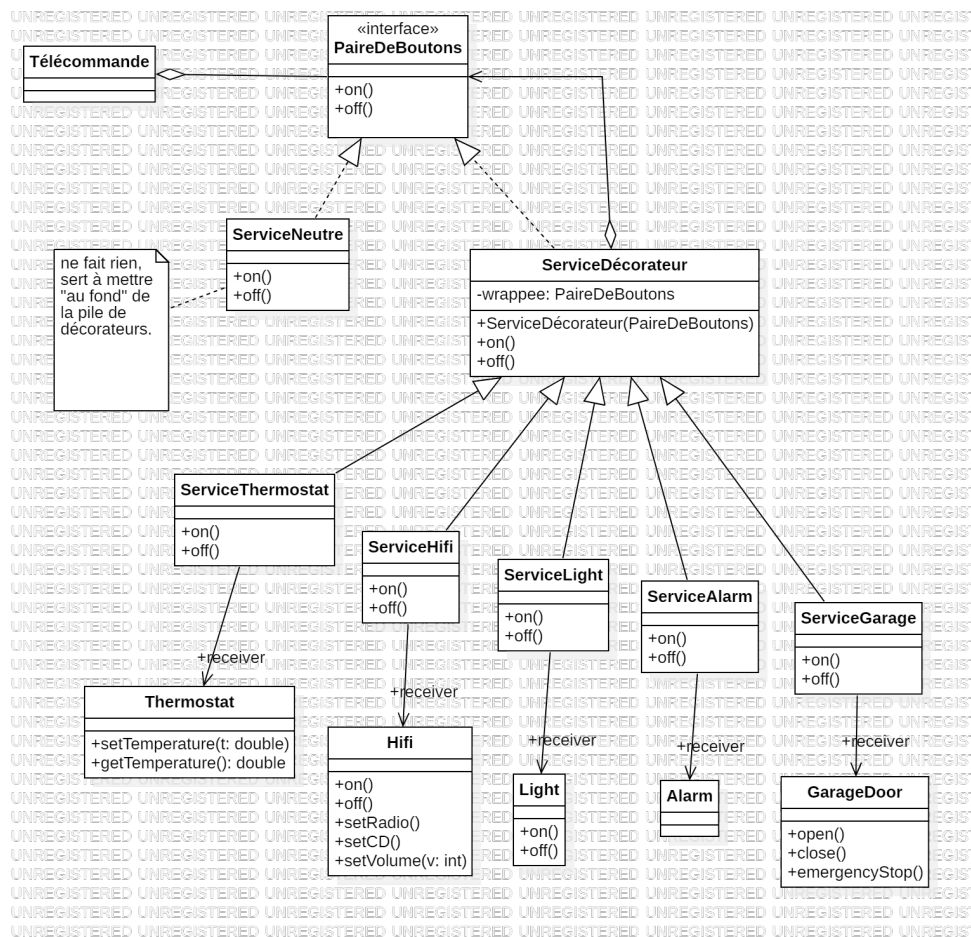 «interface»
PaireDeBoutons
+on()
+off()
Télécommande
ServiceNeutre
+on()
+off()
ne fait rien,
sert à mettre
"au fond" de
la pile de
décorateurs.
ServiceDécorateur
-wrappee: PaireDeBoutons
+ServiceDécorateur(PaireDeBoutons)
+on()
+off()
ServiceThermostat
+on()
+off()
ServiceHifi
+on()
+off()
ServiceLight
+on()
+off()
ServiceAlarm
+on()
+off()
ServiceGarage
+on()
+off()
+receiver
+receiver
+receiver
+receiver
+receiver
Thermostat
+setTemperature(t: double)
+getTemperature(): double
Hifi
+on()
+off()
+setRadio()
+setCD()
+setVolume(v: int)
Light
+on()
+off()
Alarm
GarageDoor
+open()
+close()
+emergencyStop()
UNREGISTERED